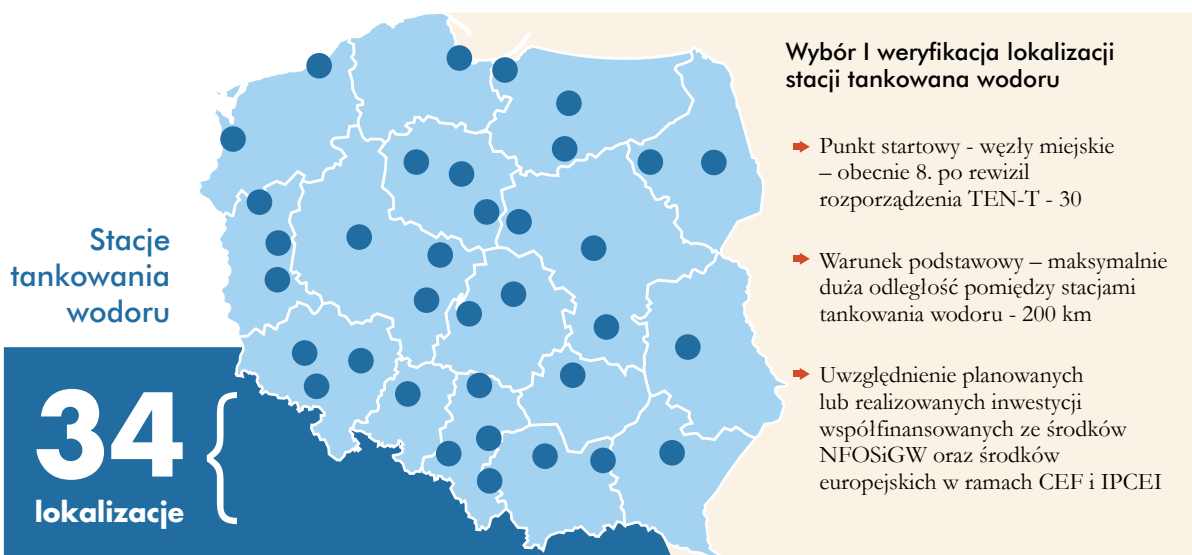 Stacje
tankowania
wodoru
34
lokalizacje
Wybór I weryfikacja lokalizacji
stacji tankowana wodoru
Punkt startowy - węzły miejskie
– obecnie 8. po rewizil
rozporządzenia TEN-T - 30
Warunek podstawowy – maksymalnie
duża odległość pomiędzy stacjami
tankowania wodoru - 200 km
Uwzględnienie planowanych
lub realizowanych inwestycji
współfinansowanych ze środków
NFOSiGW oraz środków
europejskich w ramach CEF i IPCEI